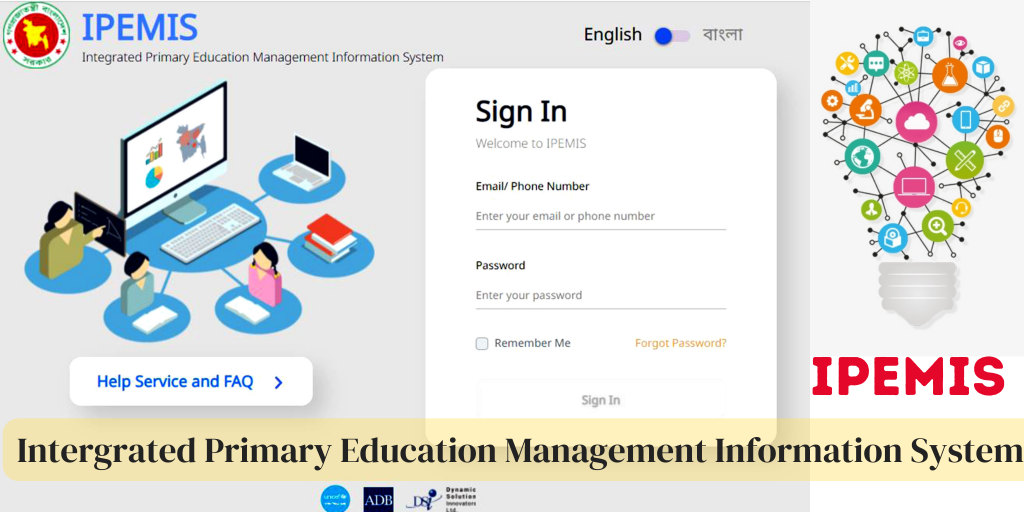 IPEMIS
Integrated Primary Education Management Information System
English বাংলা
Sign In
Welcome to IPEMIS
Email/ Phone Number
Enter your email or phone number
Password
Enter your password
Remember Me Forgot Password?
Help Service and FAQ
Sign In
IPEMIS
Intergrated Primary Education Management Information System
unicef
ADB
DSi
Dynamic
Solution
Innovators
Ltd.